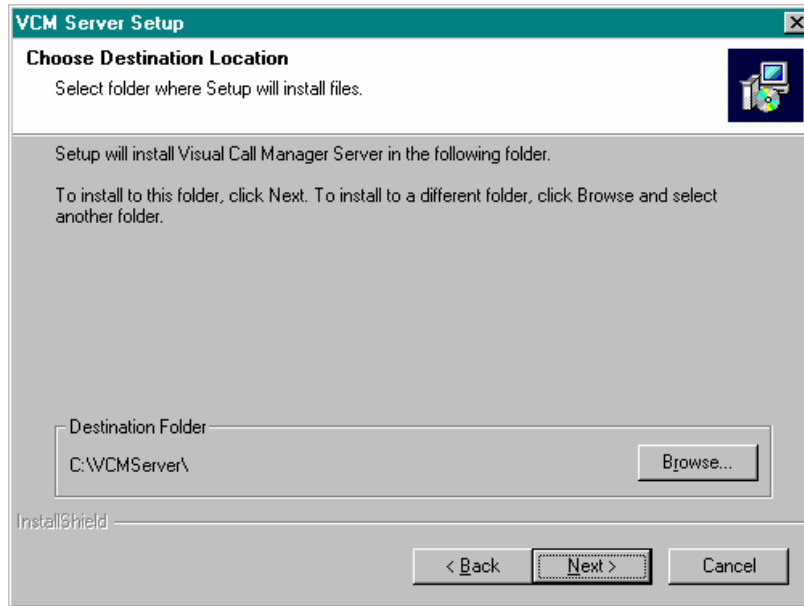 VCM Server Setup
Choose Destination Location
Select folder where Setup will install files.
Setup will install Visual Call Manager Server in the following folder.
To install to this folder, click Next. To install to a different folder, click Browse and select
another folder.
Destination Folder
C:\VCMServer\
Browse...
InstallShield
< Back
Next >
Cancel